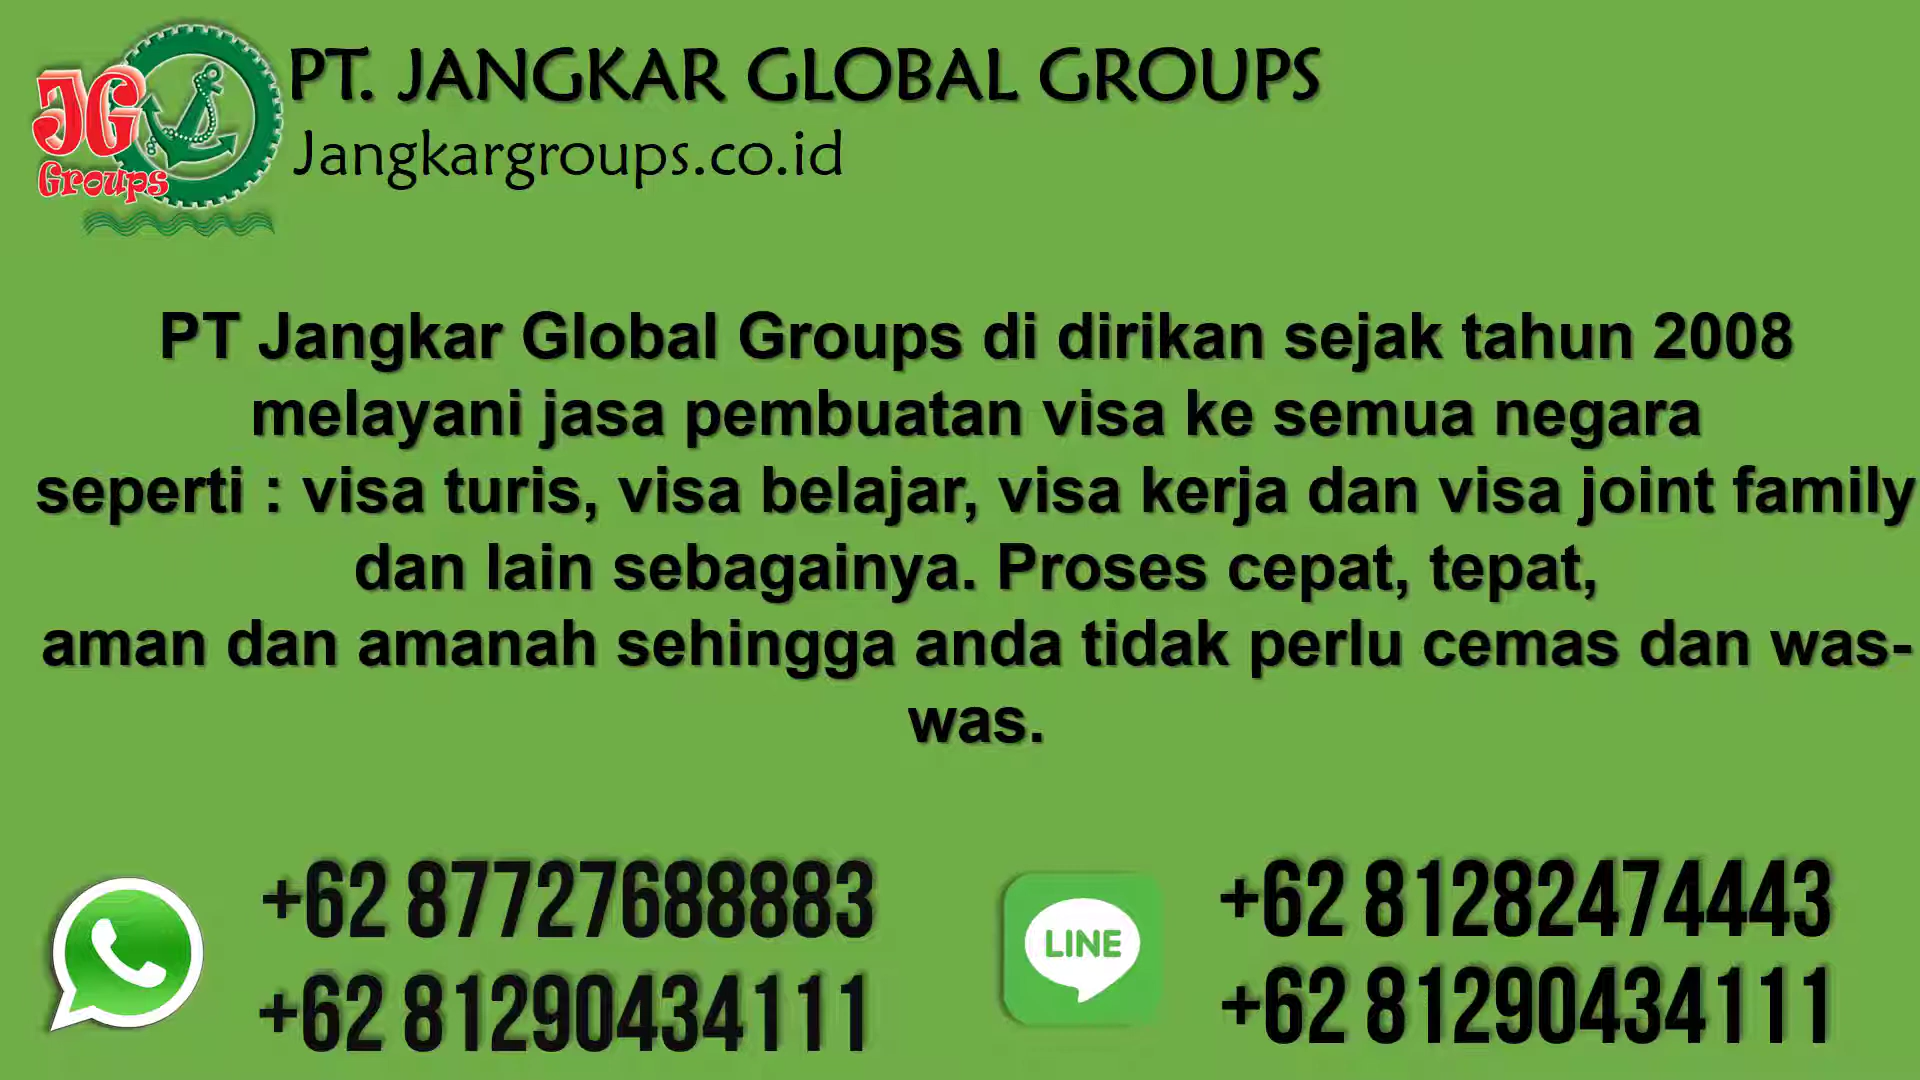 JG
Groups
PT. JANGKAR GLOBAL GROUPS
Jangkargroups.co.id
PT Jangkar Global Groups di dirikan sejak tahun 2008
melayani jasa pembuatan visa ke semua negara
seperti : visa turis, visa belajar, visa kerja dan visa joint family
dan lain sebagainya. Proses cepat, tepat,
aman dan amanah sehingga anda tidak perlu cemas dan was-
was.
+62 87727688883
+62 81290434111
LINE
+62 81282474443
+62 81290434111